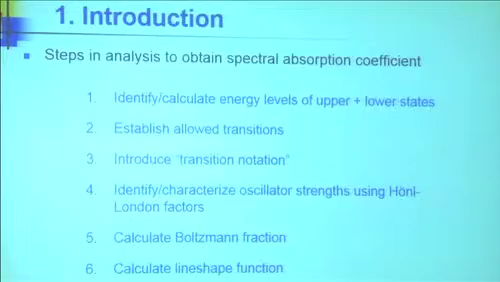 1. Introduction
Steps in analysis to obtain spectral absorption coefficient
1. Identify/calculate energy levels of upper + lower states
2. Establish allowed transitions
3. Introduce "transition notation"
4. Identify/characterize oscillator strengths using Hönl-
London factors
5. Calculate Boltzmann fraction
6. Calculate lineshape function